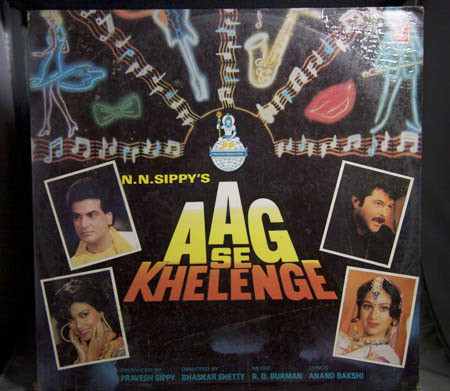 N.N.SIPPY'S
AAG
SE
KHELENGE
PRODUCED BY DIRECTED BY MUSIC LYRICS
PRAVESH SIPPY BHASKAR SHETTY R. D. BURMAN ANAND BAKSHI